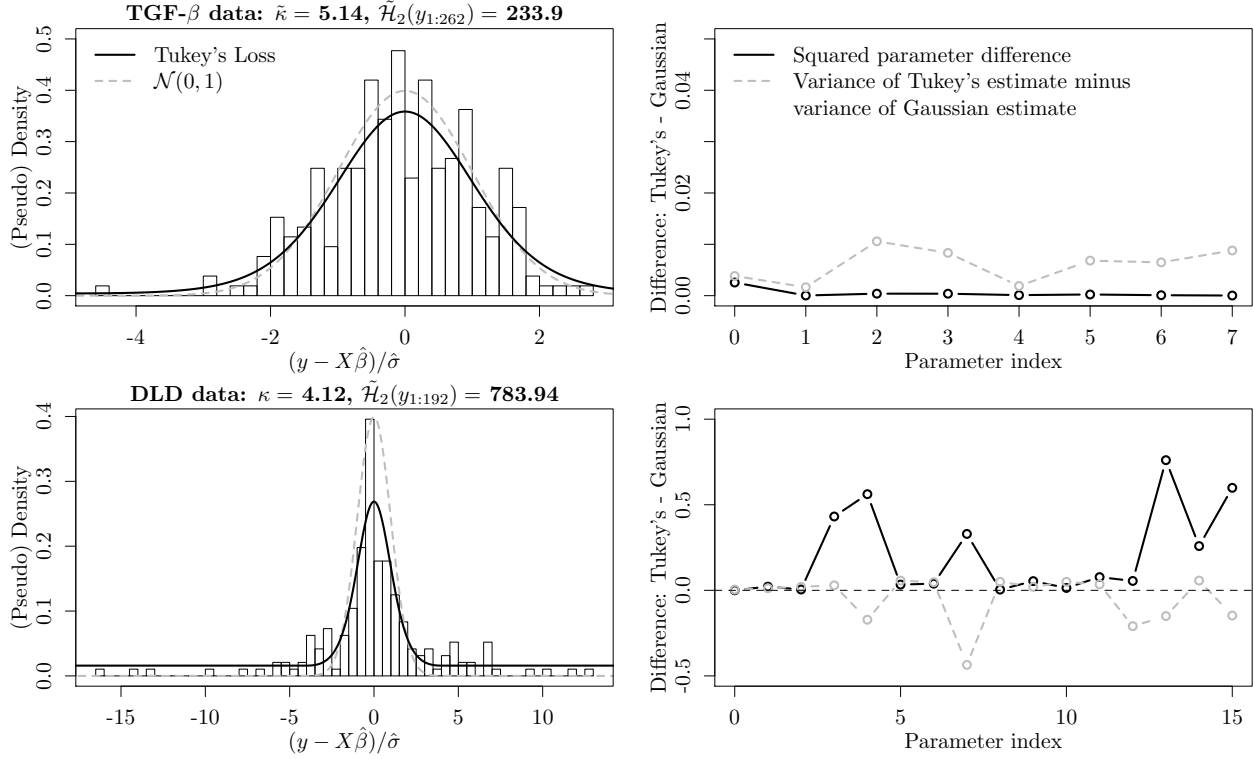 TGF-β data: κ̃ = 5.14, H̃₂(y₁:₂₆₂) = 233.9
(Pseudo) Density
0.0 0.1 0.2 0.3 0.4 0.5
Tukey's Loss
N(0, 1)
-4 -2 0 2
(y − Xβ̂)/σ̂
Difference: Tukey's - Gaussian
0.00 0.02 0.04
Squared parameter difference
Variance of Tukey's estimate minus
variance of Gaussian estimate
0 1 2 3 4 5 6 7
Parameter index
DLD data: κ = 4.12, H̃₂(y₁:₁₉₂) = 783.94
(Pseudo) Density
0.0 0.1 0.2 0.3 0.4
-15 -10 -5 0 5 10
(y − Xβ̂)/σ̂
Difference: Tukey's - Gaussian
-0.5 0.0 0.5 1.0
0 5 10 15
Parameter index